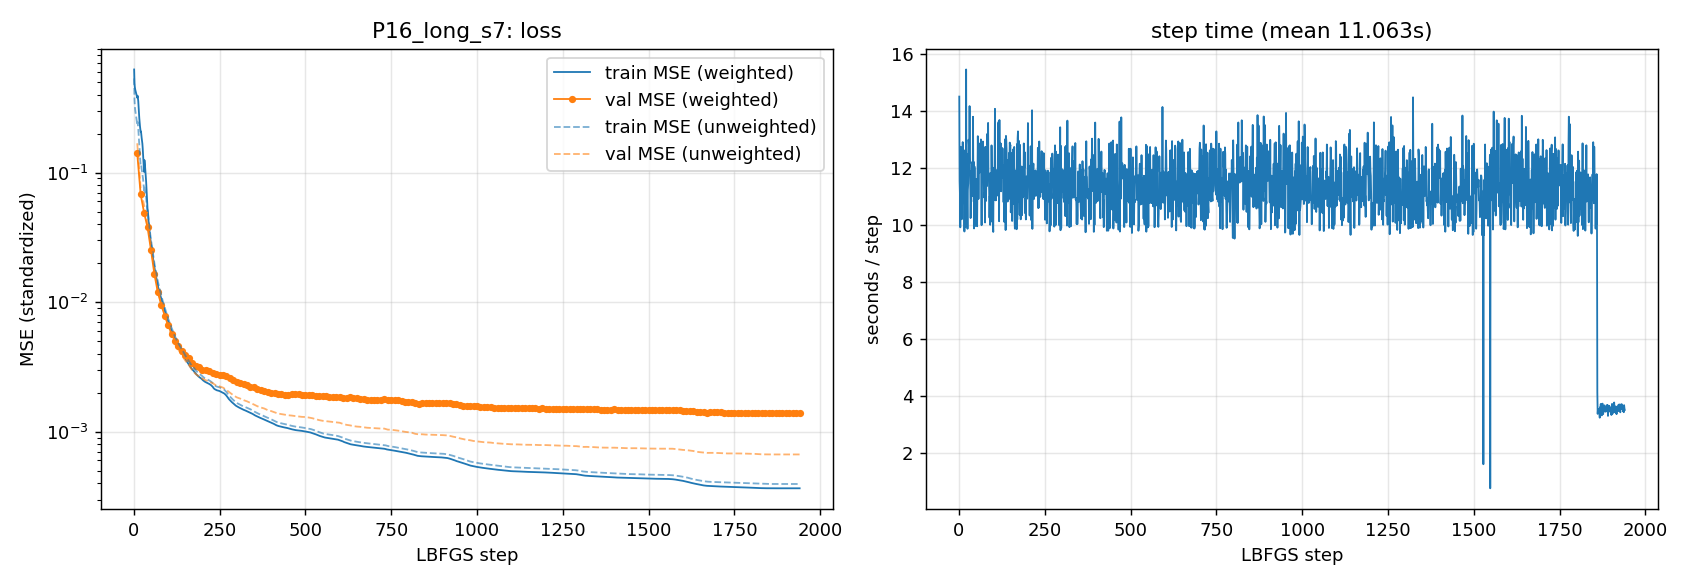 P16_long_s7: loss
train MSE (weighted)
val MSE (weighted)
train MSE (unweighted)
val MSE (unweighted)
MSE (standardized)
10⁻¹
10⁻²
10⁻³
0 250 500 750 1000 1250 1500 1750 2000
LBFGS step
step time (mean 11.063s)
seconds / step
16
14
12
10
8
6
4
2
0 250 500 750 1000 1250 1500 1750 2000
LBFGS step